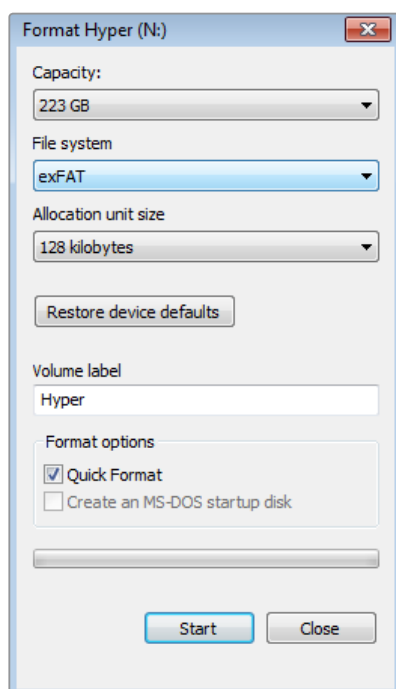 Format Hyper (N:)
Capacity:
223 GB
File system
exFAT
Allocation unit size
128 kilobytes
Restore device defaults
Volume label
Hyper
Format options
Quick Format
Create an MS-DOS startup disk
Start
Close